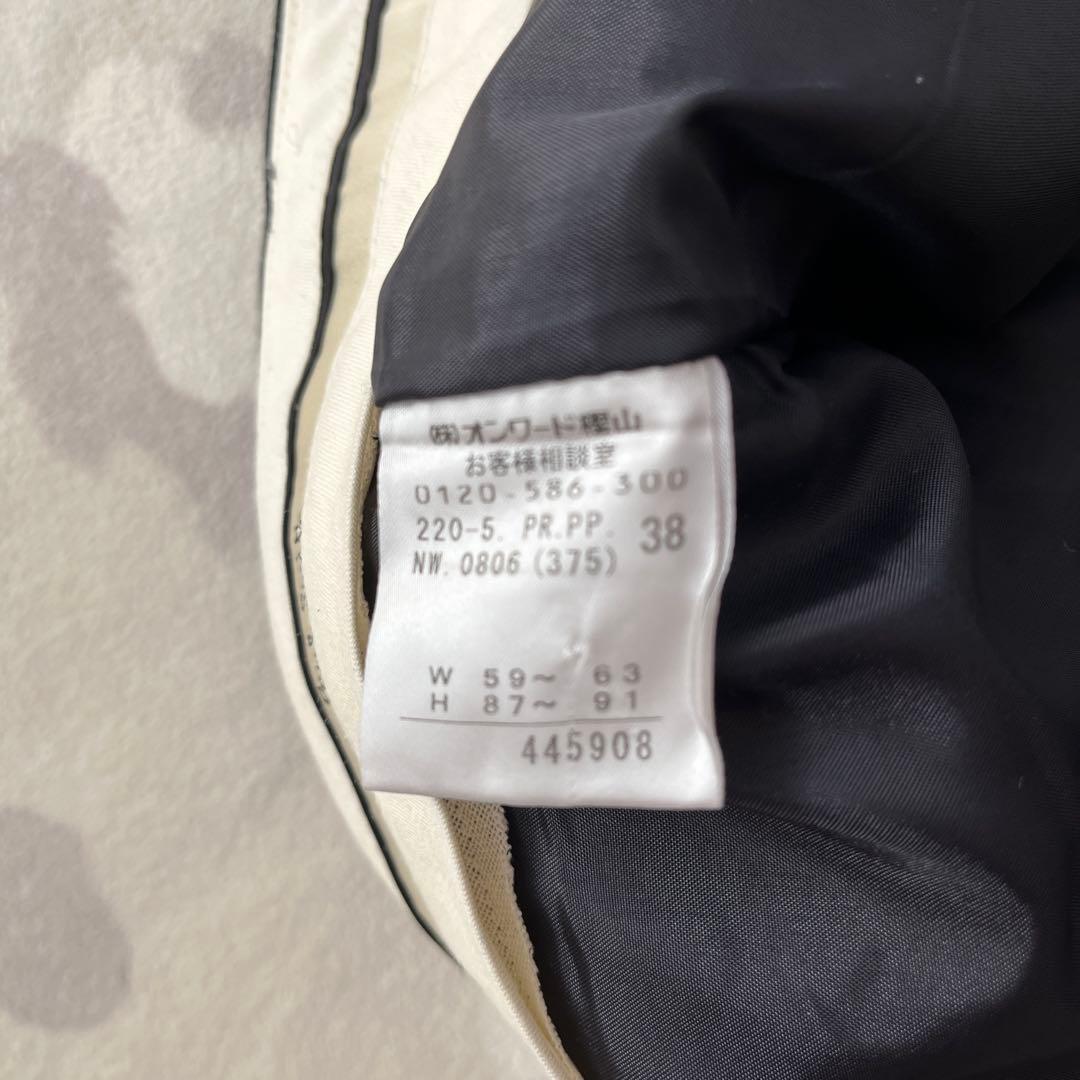 ㈱オンワード樫山
お客様相談室
0120-586-300
220-5. PR.PP. 38
NW. 0806 (375)
W 59〜 63
H 87〜 91
445908